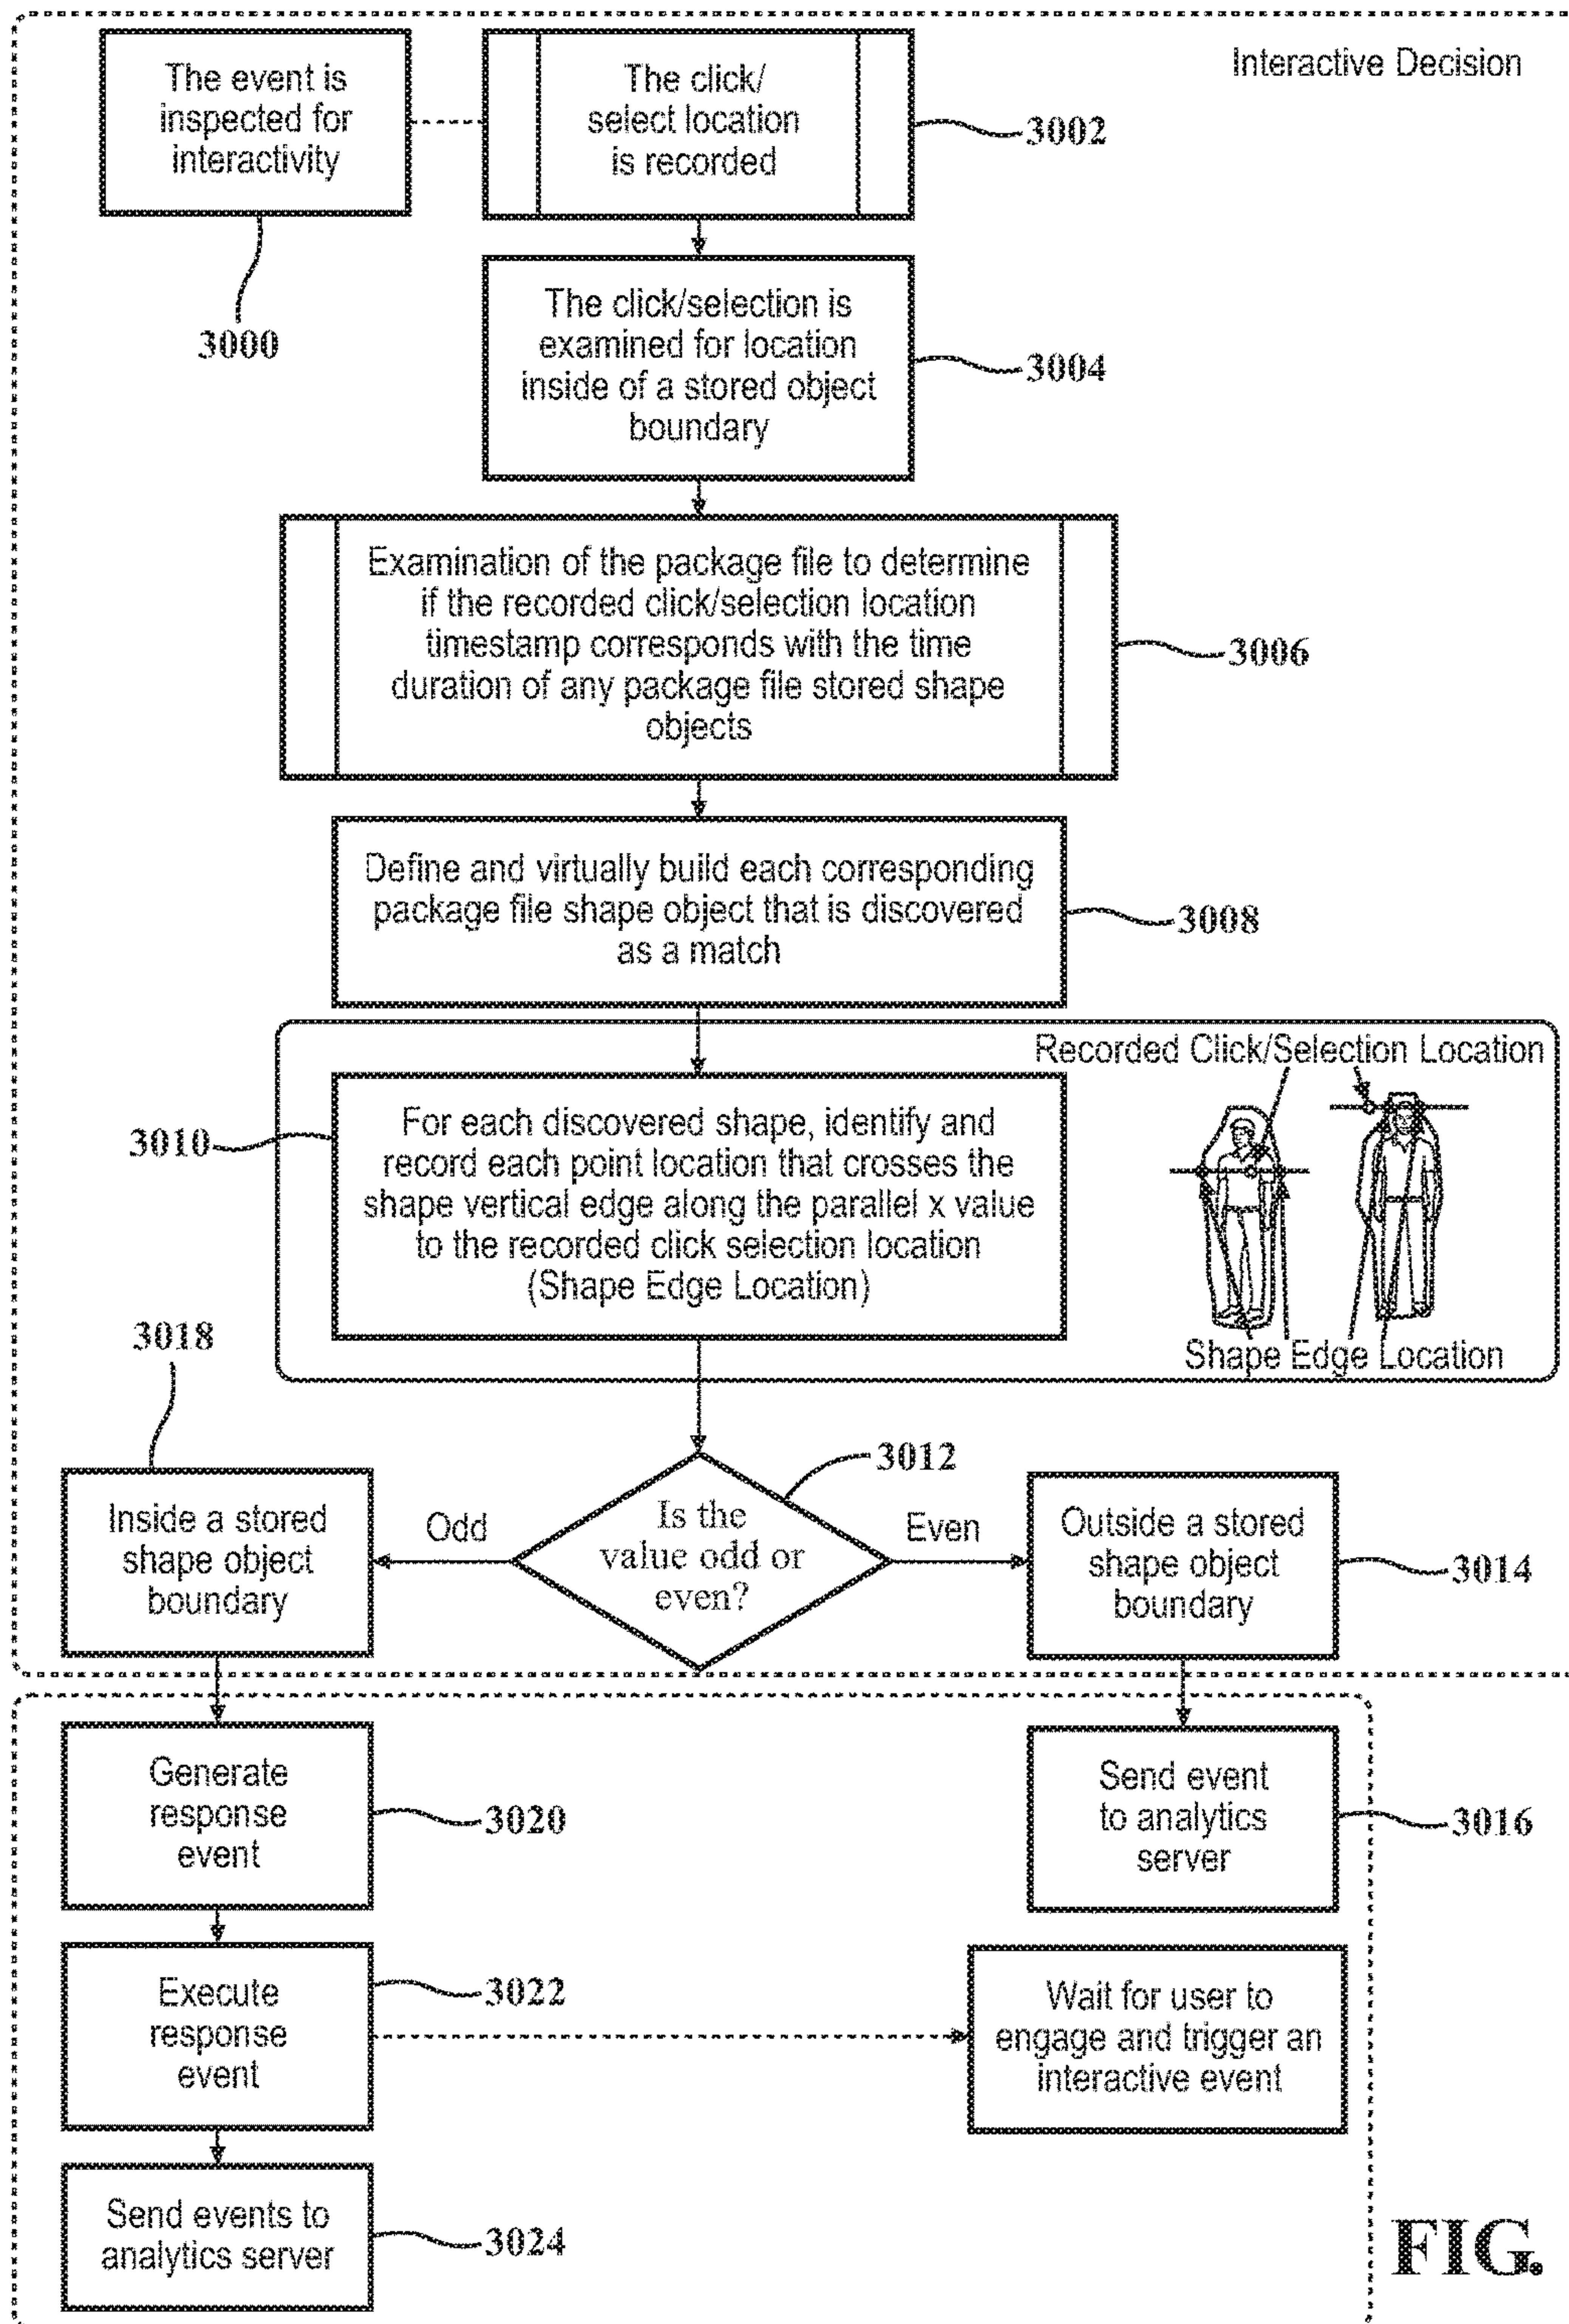 Interactive Decision
The event is
inspected for
interactivity
3000
The click/
select location
is recorded
3002
The click/selection is
examined for location
inside of a stored object
boundary
3004
Examination of the package file to determine
if the recorded click/selection location
timestamp corresponds with the time
duration of any package file stored shape
objects
3006
Define and virtually build each corresponding
package file shape object that is discovered
as a match
3008
For each discovered shape, identify and
record each point location that crosses the
shape vertical edge along the parallel x value
to the recorded click selection location
(Shape Edge Location)
3010
Recorded Click/Selection Location
Shape Edge Location
Is the
value odd or
even?
3012
Odd
Even
Inside a stored
shape object
boundary
3018
Outside a stored
shape object
boundary
3014
Generate
response
event
3020
Send event
to analytics
server
3016
Execute
response
event
3022
Wait for user to
engage and trigger an
interactive event
Send events to
analytics server
3024
FIG.